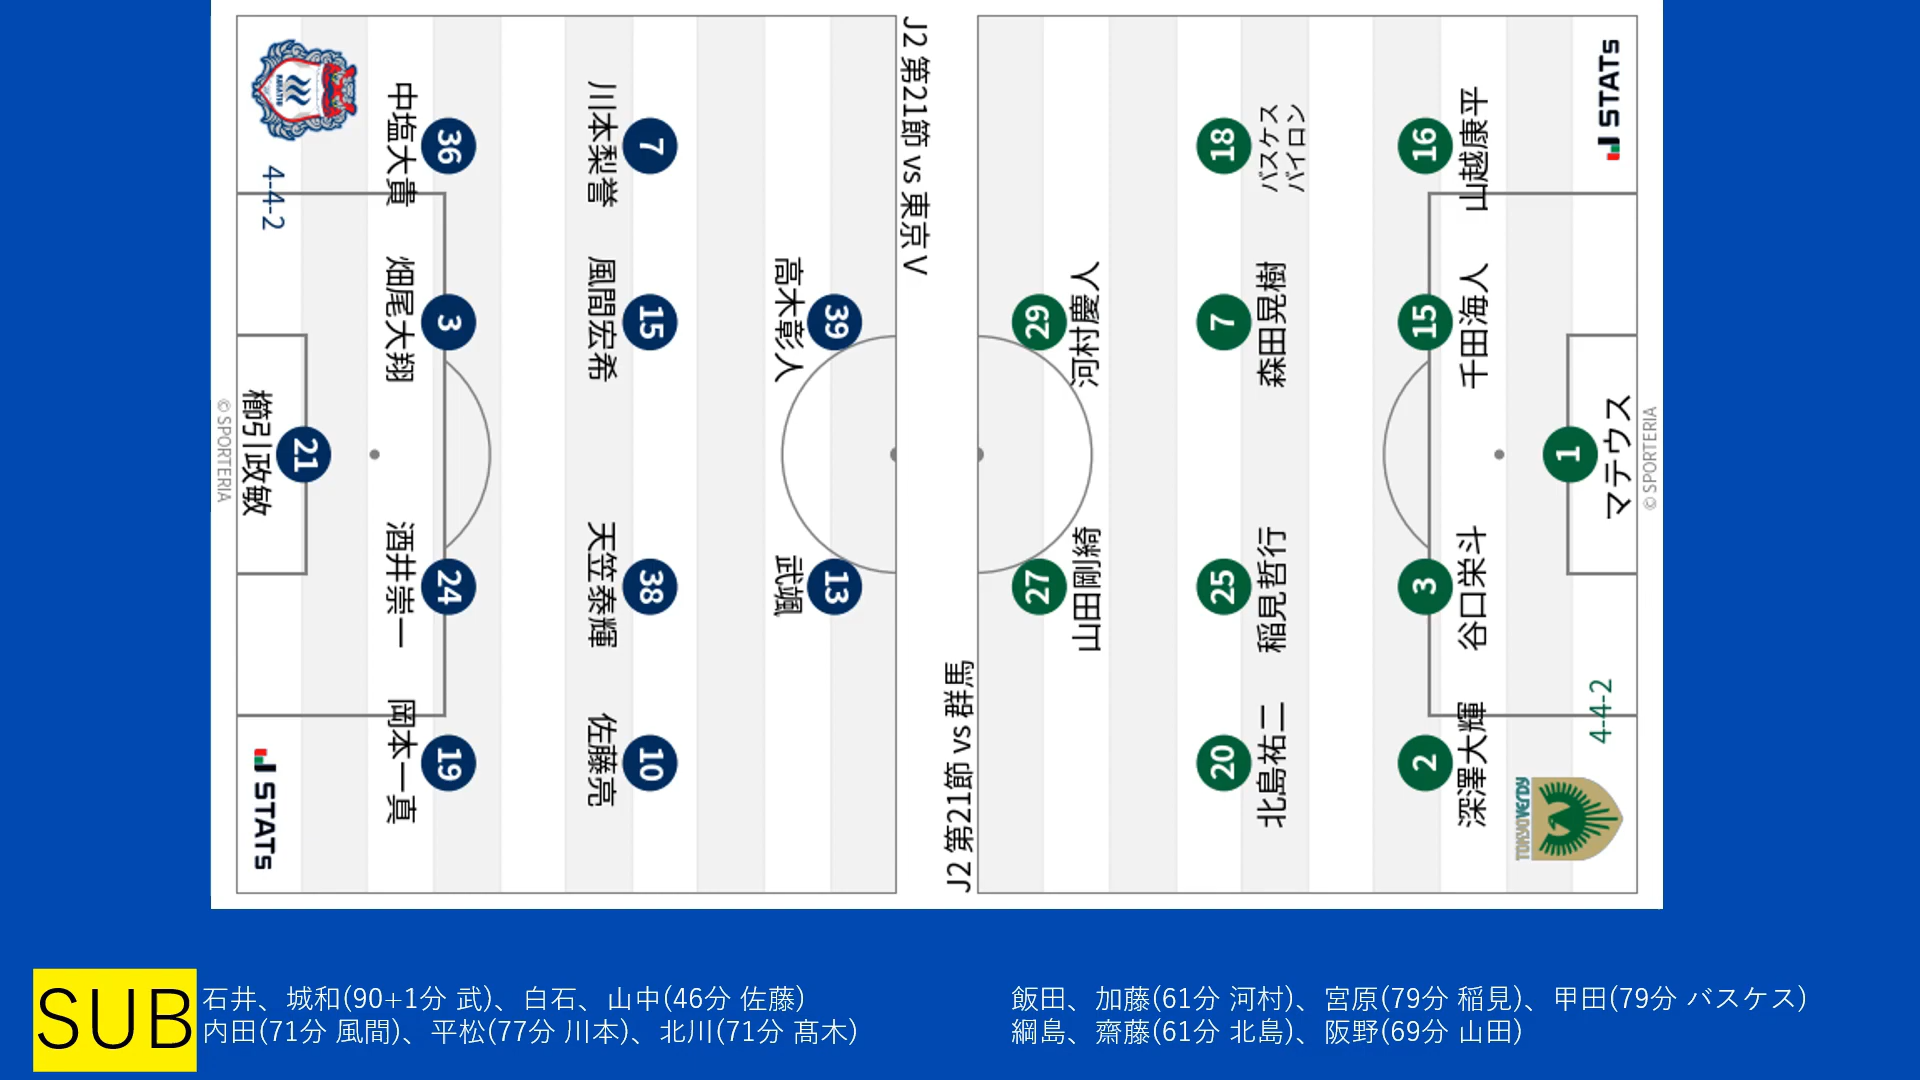 J2 第21節 vs 東京Ｖ
4-4-2
中塩大貴
36
畑尾大翔
3
櫛引政敏
21
酒井崇一
24
岡本一真
19
川本梨誉
7
風間宏希
15
天笠泰輝
38
佐藤亮
10
高木彰人
39
武颯
13
STATS
© SPORTERIA
J2 第21節 vs 群馬
4-4-2
29
河村慶人
27
山田剛綺
18
バスケス
バイロン
7
森田晃樹
25
稲見哲行
20
北島祐二
16
山越康平
15
千田海人
3
谷口栄斗
2
深澤大輝
1
マテウス
STATS
TOKYO VERDY
© SPORTERIA
SUB
石井、城和(90+1分 武)、白石、山中(46分 佐藤)
内田(71分 風間)、平松(77分 川本)、北川(71分 髙木)
飯田、加藤(61分 河村)、宮原(79分 稲見)、甲田(79分 バスケス)
綱島、齋藤(61分 北島)、阪野(69分 山田)